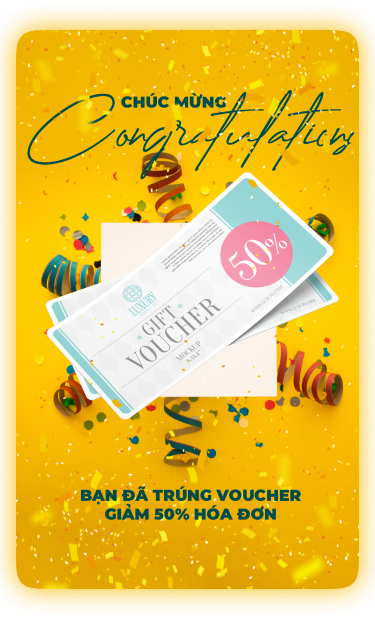 CHÚC MỪNG
Congratulations
50%
LUXURY
GIFT
VOUCHER
MOCKUP
BẠN ĐÃ TRÚNG VOUCHER
GIẢM 50% HÓA ĐƠN